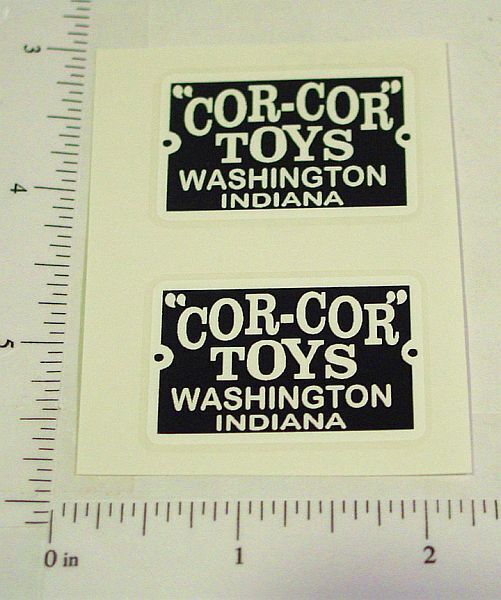 3
"COR-COR"
TOYS
WASHINGTON
INDIANA
4
"COR-COR"
TOYS
WASHINGTON
INDIANA
5
0 in 1 2